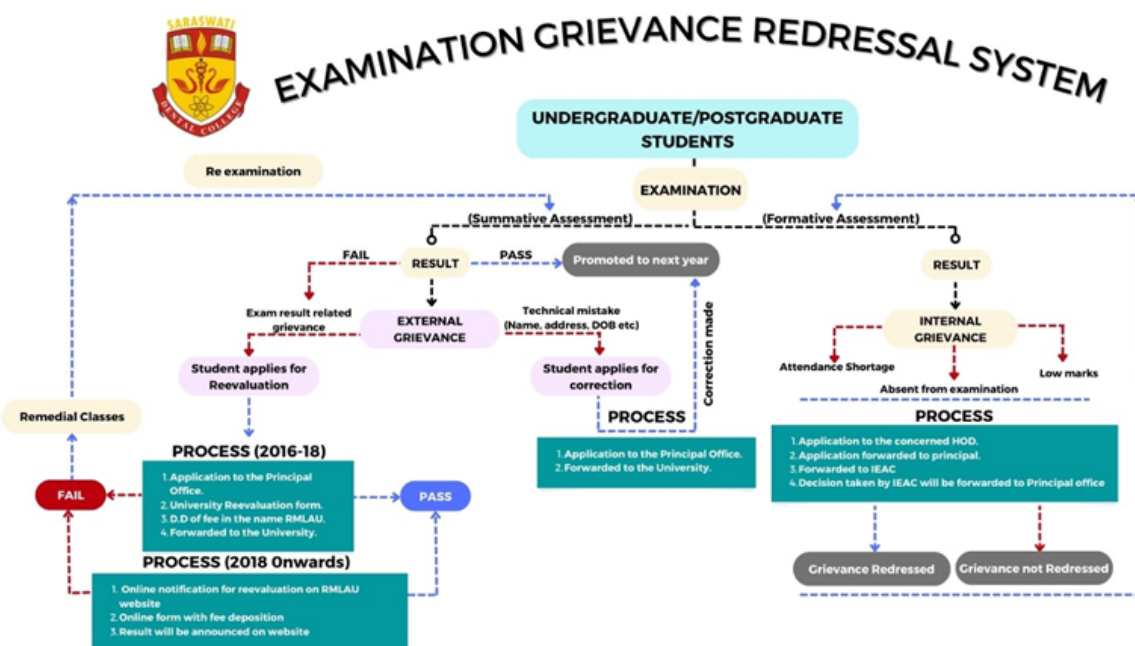 SARASWATI
DENTAL COLLEGE
EXAMINATION GRIEVANCE REDRESSAL SYSTEM
UNDERGRADUATE/POSTGRADUATE
STUDENTS
EXAMINATION
Re examination
(Summative Assessment)
(Formative Assessment)
FAIL
RESULT
PASS
Promoted to next year
RESULT
Exam result related
grievance
EXTERNAL
GRIEVANCE
Technical mistake
(Name, address, DOB etc)
Correction made
INTERNAL
GRIEVANCE
Student applies for
Reevaluation
Student applies for
correction
Attendance Shortage
Absent from examination
Low marks
Remedial Classes
PROCESS
1. Application to the Principal Office.
2. Forwarded to the University.
PROCESS
1. Application to the concerned HOD.
2. Application forwarded to principal.
3. Forwarded to IEAC
4. Decision taken by IEAC will be forwarded to Principal office
PROCESS (2016-18)
1. Application to the Principal
Office.
2. University Reevaluation form.
3. D.D of fee in the name RMLAU.
4. Forwarded to the University.
FAIL
PASS
PROCESS (2018 Onwards)
1. Online notification for reevaluation on RMLAU
website
2. Online form with fee deposition
3. Result will be announced on website
Grievance Redressed
Grievance not Redressed